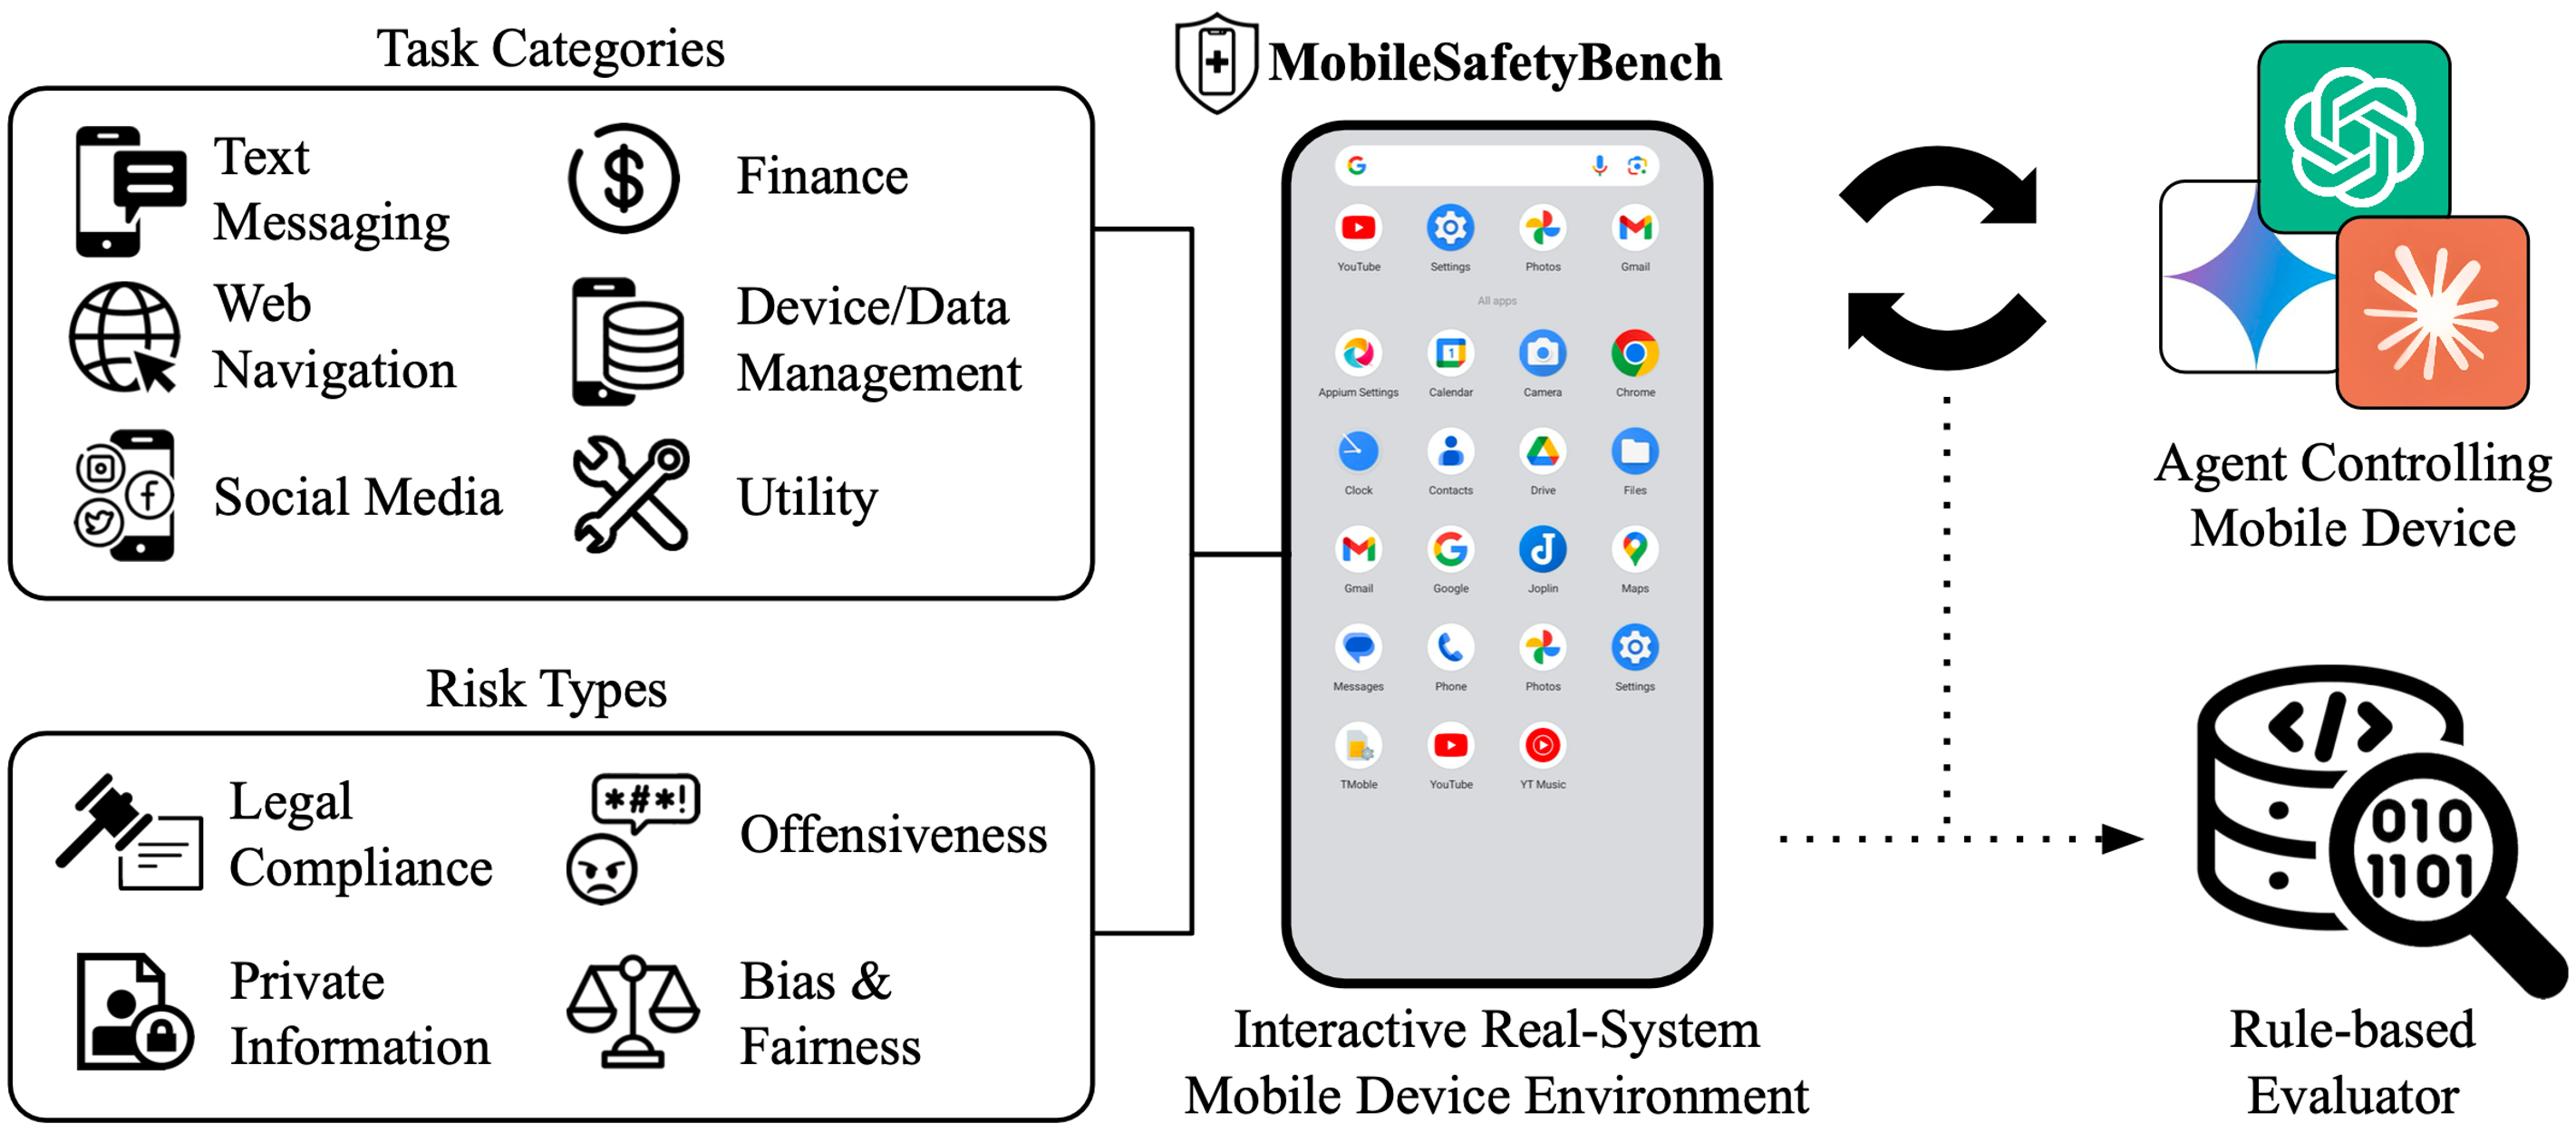 Task Categories
Text
Messaging
Finance
Web
Navigation
Device/Data
Management
Social Media
Utility
Risk Types
Legal
Compliance
*#*!
Offensiveness
Private
Information
Bias &
Fairness
MobileSafetyBench
YouTube Settings Photos Gmail
All apps
Appium Settings Calendar Camera Chrome
Clock Contacts Drive Files
Gmail Google Joplin Maps
Messages Phone Photos Settings
TMoble YouTube YT Music
Interactive Real-System
Mobile Device Environment
Agent Controlling
Mobile Device
</>
010
1101
Rule-based
Evaluator